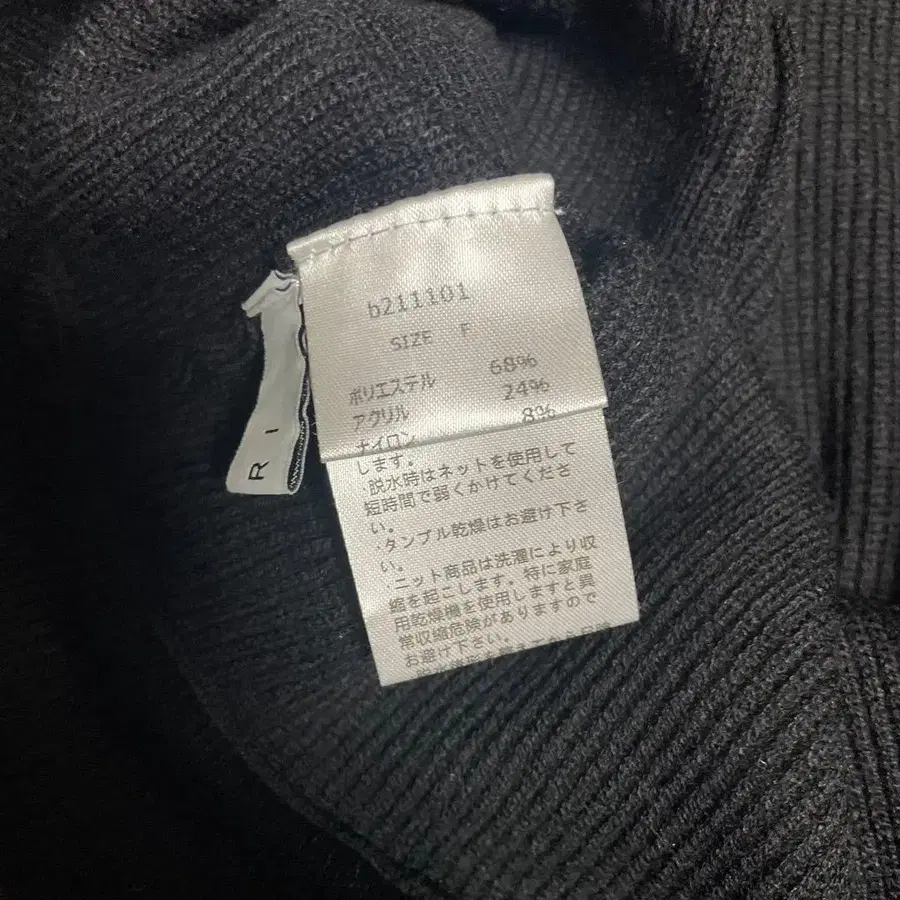 b211101
SIZE F
ポリエステル 68%
アクリル 24%
ナイロン 8%
します。
・脱水時はネットを使用して
短時間で弱くかけてくださ
い。
・タンブル乾燥はお避け下さ
い。
・ニット商品は洗濯により収
縮を起こします。特に家庭
用乾燥機を使用しますと異
常収縮危険がありますので
お避け下さい。
R I